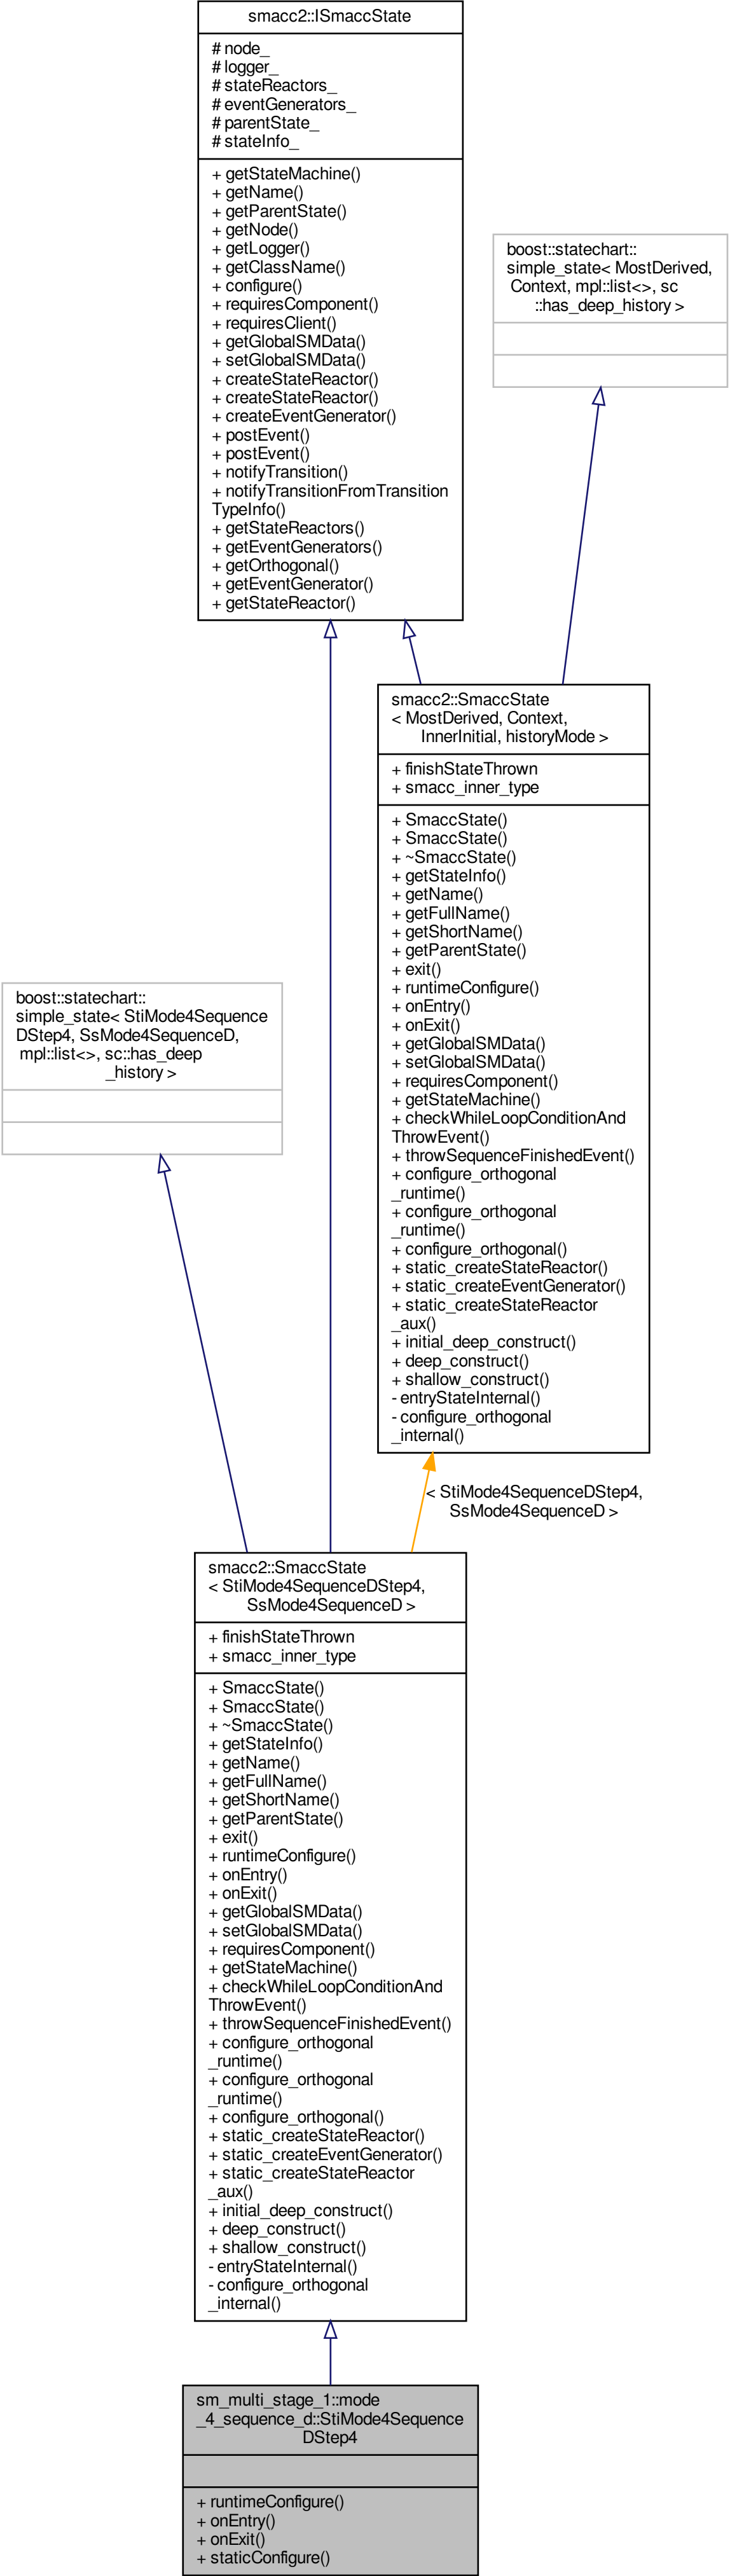 smacc2::ISmaccState
# node_
# logger_
# stateReactors_
# eventGenerators_
# parentState_
# stateInfo_
+ getStateMachine()
+ getName()
+ getParentState()
+ getNode()
+ getLogger()
+ getClassName()
+ configure()
+ requiresComponent()
+ requiresClient()
+ getGlobalSMData()
+ setGlobalSMData()
+ createStateReactor()
+ createStateReactor()
+ createEventGenerator()
+ postEvent()
+ postEvent()
+ notifyTransition()
+ notifyTransitionFromTransition
TypeInfo()
+ getStateReactors()
+ getEventGenerators()
+ getOrthogonal()
+ getEventGenerator()
+ getStateReactor()
boost::statechart::
simple_state< MostDerived,
Context, mpl::list<>, sc
::has_deep_history >
smacc2::SmaccState
< MostDerived, Context,
InnerInitial, historyMode >
+ finishStateThrown
+ smacc_inner_type
+ SmaccState()
+ SmaccState()
+ ~SmaccState()
+ getStateInfo()
+ getName()
+ getFullName()
+ getShortName()
+ getParentState()
+ exit()
+ runtimeConfigure()
+ onEntry()
+ onExit()
+ getGlobalSMData()
+ setGlobalSMData()
+ requiresComponent()
+ getStateMachine()
+ checkWhileLoopConditionAnd
ThrowEvent()
+ throwSequenceFinishedEvent()
+ configure_orthogonal
_runtime()
+ configure_orthogonal
_runtime()
+ configure_orthogonal()
+ static_createStateReactor()
+ static_createEventGenerator()
+ static_createStateReactor
_aux()
+ initial_deep_construct()
+ deep_construct()
+ shallow_construct()
- entryStateInternal()
- configure_orthogonal
_internal()
boost::statechart::
simple_state< StiMode4Sequence
DStep4, SsMode4SequenceD,
mpl::list<>, sc::has_deep
_history >
< StiMode4SequenceDStep4,
SsMode4SequenceD >
smacc2::SmaccState
< StiMode4SequenceDStep4,
SsMode4SequenceD >
+ finishStateThrown
+ smacc_inner_type
+ SmaccState()
+ SmaccState()
+ ~SmaccState()
+ getStateInfo()
+ getName()
+ getFullName()
+ getShortName()
+ getParentState()
+ exit()
+ runtimeConfigure()
+ onEntry()
+ onExit()
+ getGlobalSMData()
+ setGlobalSMData()
+ requiresComponent()
+ getStateMachine()
+ checkWhileLoopConditionAnd
ThrowEvent()
+ throwSequenceFinishedEvent()
+ configure_orthogonal
_runtime()
+ configure_orthogonal
_runtime()
+ configure_orthogonal()
+ static_createStateReactor()
+ static_createEventGenerator()
+ static_createStateReactor
_aux()
+ initial_deep_construct()
+ deep_construct()
+ shallow_construct()
- entryStateInternal()
- configure_orthogonal
_internal()
sm_multi_stage_1::mode
_4_sequence_d::StiMode4Sequence
DStep4
+ runtimeConfigure()
+ onEntry()
+ onExit()
+ staticConfigure()